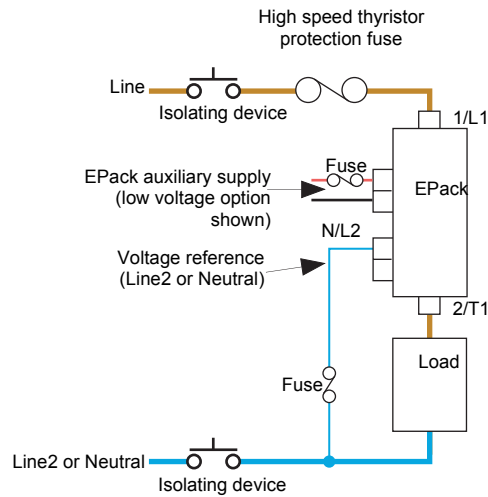 High speed thyristor
protection fuse
Line
Isolating device
1/L1
Fuse
EPack
EPack auxiliary supply
(low voltage option
shown)
N/L2
Voltage reference
(Line2 or Neutral)
2/T1
Load
Fuse
Line2 or Neutral
Isolating device